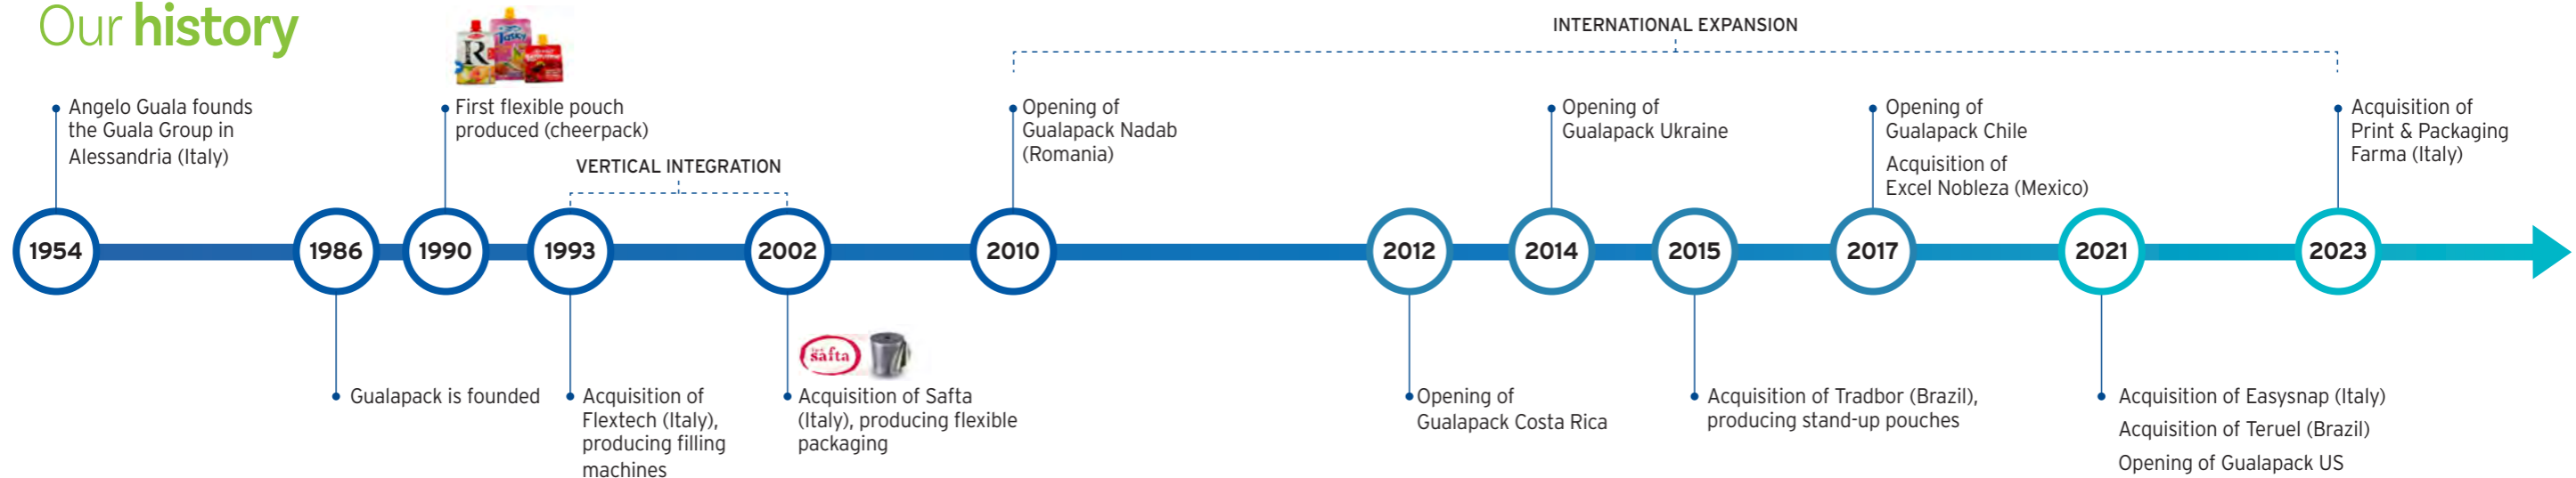 Our history
INTERNATIONAL EXPANSION
Angelo Guala founds
the Guala Group in
Alessandria (Italy)
First flexible pouch
produced (cheerpack)
VERTICAL INTEGRATION
Opening of
Gualapack Nadab
(Romania)
Opening of
Gualapack Ukraine
Opening of
Gualapack Chile
Acquisition of
Excel Nobleza (Mexico)
Acquisition of
Print & Packaging
Farma (Italy)
1954
1986
1990
1993
2002
2010
2012
2014
2015
2017
2021
2023
Gualapack is founded
Acquisition of
Flextech (Italy),
producing filling
machines
safta
Acquisition of Safta
(Italy), producing flexible
packaging
Opening of
Gualapack Costa Rica
Acquisition of Tradbor (Brazil),
producing stand-up pouches
Acquisition of Easysnap (Italy)
Acquisition of Teruel (Brazil)
Opening of Gualapack US